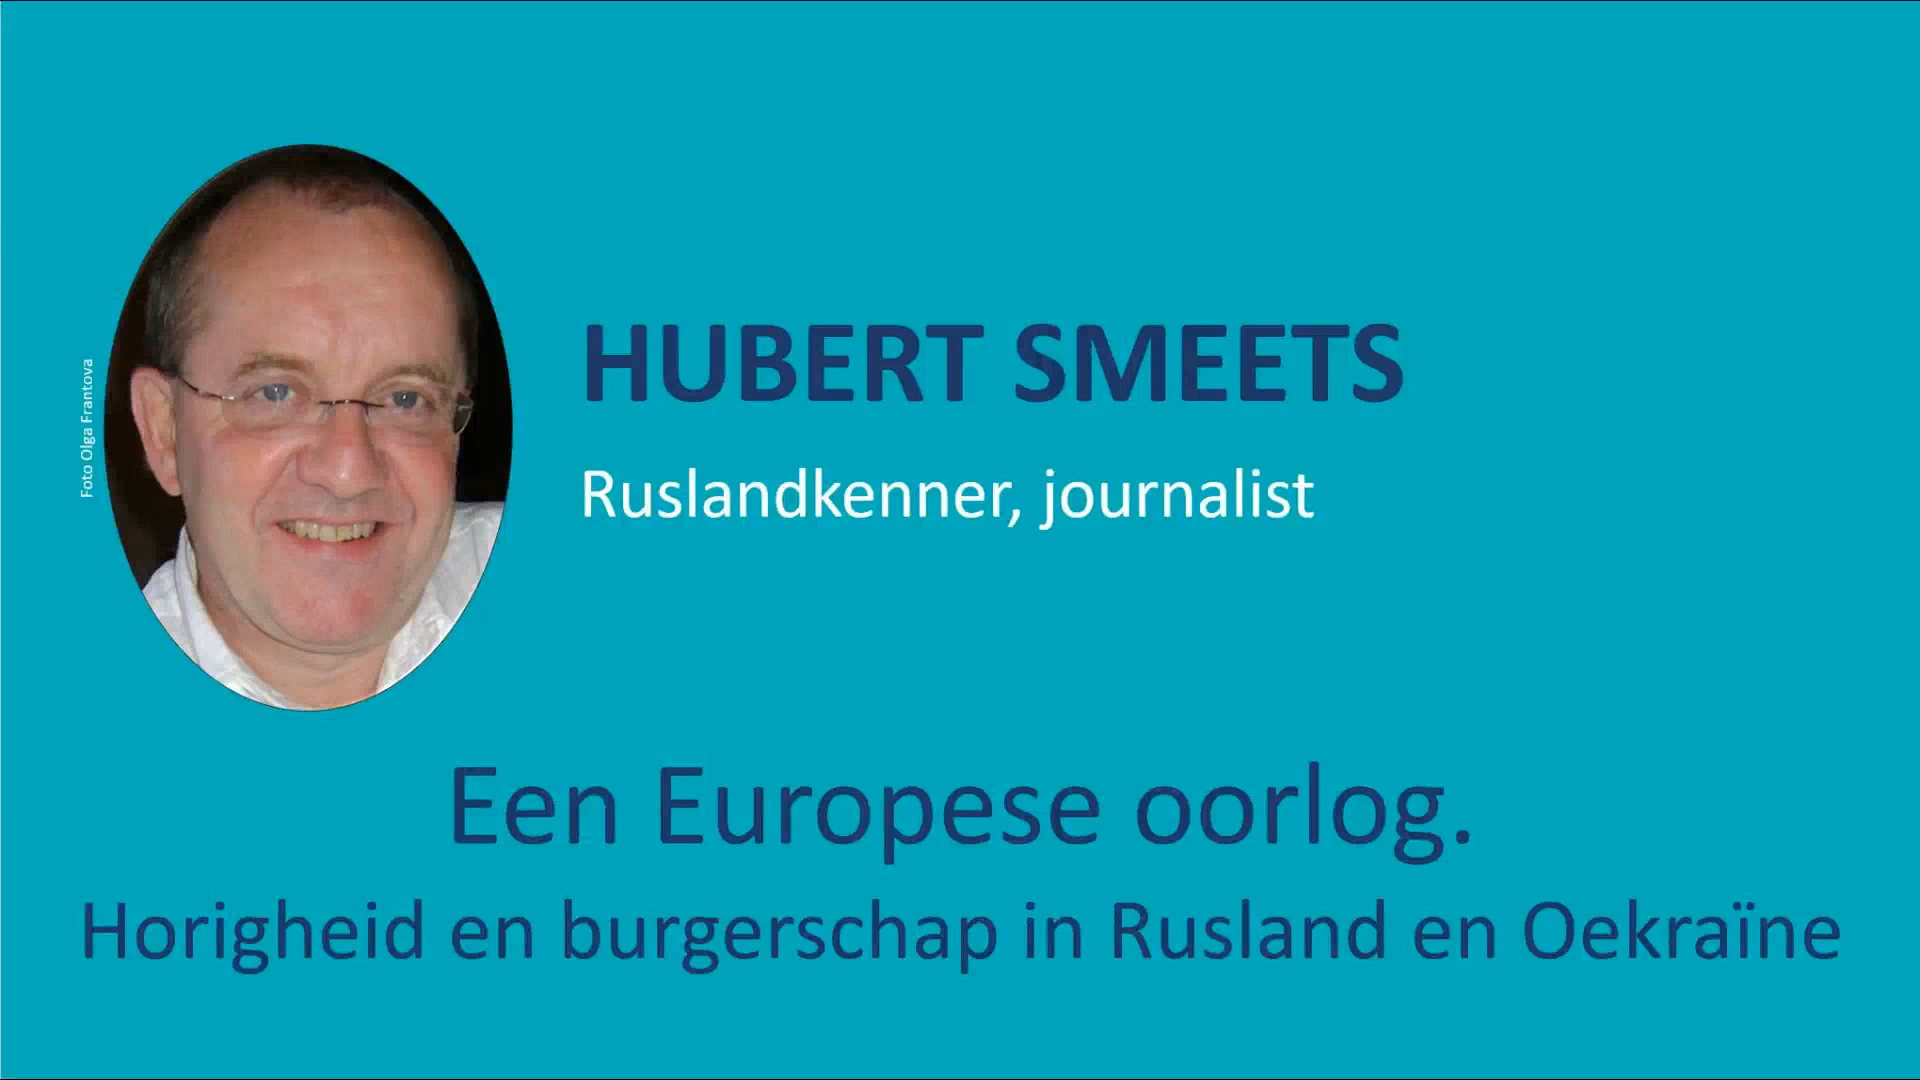 Foto Olga Frantova
HUBERT SMEETS
Ruslandkenner, journalist
Een Europese oorlog.
Horigheid en burgerschap in Rusland en Oekraïne